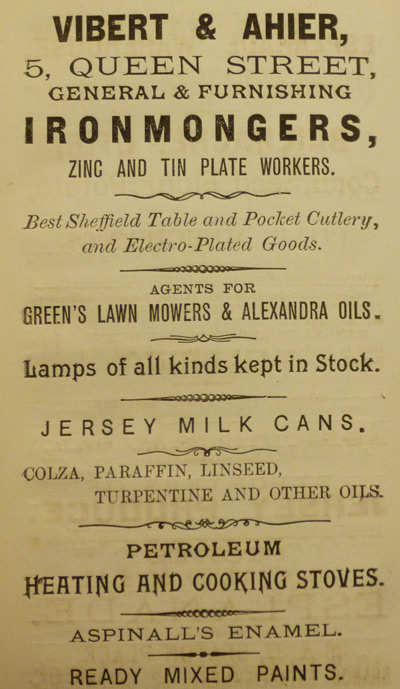 VIBERT & AHIER,
5, QUEEN STREET,
GENERAL & FURNISHING
IRONMONGERS,
ZINC AND TIN PLATE WORKERS.
Best Sheffield Table and Pocket Cutlery,
and Electro-Plated Goods.
AGENTS FOR
GREEN'S LAWN MOWERS & ALEXANDRA OILS.
Lamps of all kinds kept in Stock.
JERSEY MILK CANS.
COLZA, PARAFFIN, LINSEED,
TURPENTINE AND OTHER OILS.
PETROLEUM
HEATING AND COOKING STOVES.
ASPINALL'S ENAMEL.
READY MIXED PAINTS.